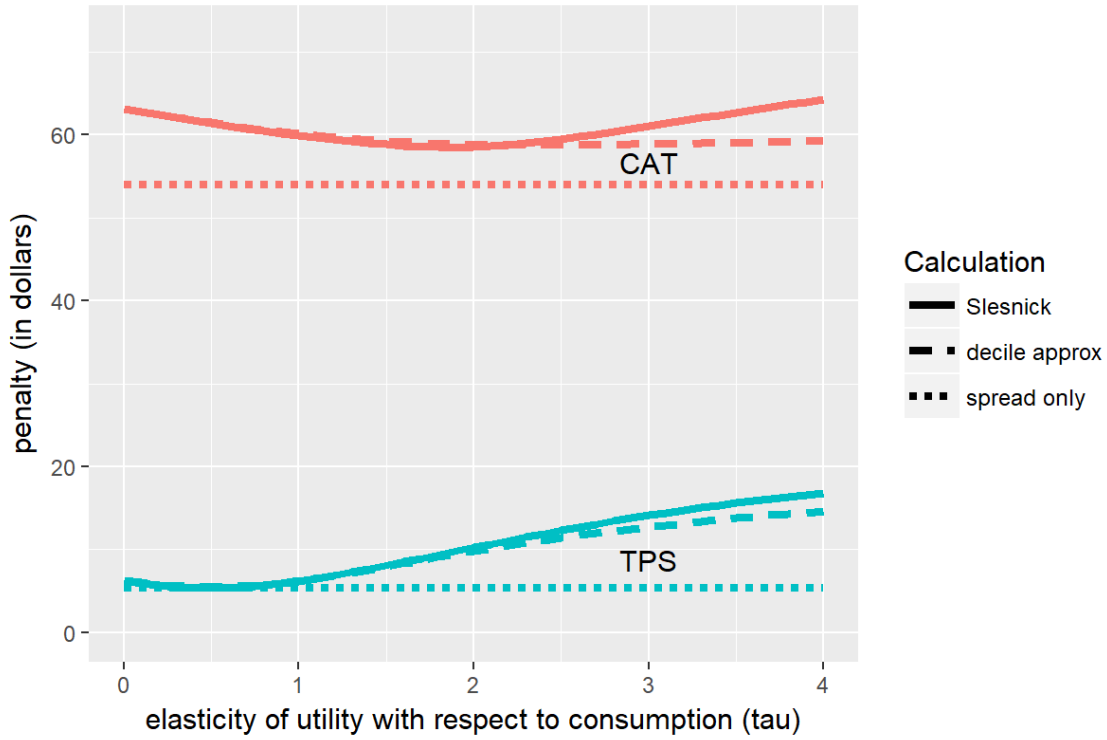 60
40
20
0
penalty (in dollars)
CAT
TPS
0 1 2 3 4
elasticity of utility with respect to consumption (tau)
Calculation
Slesnick
decile approx
spread only